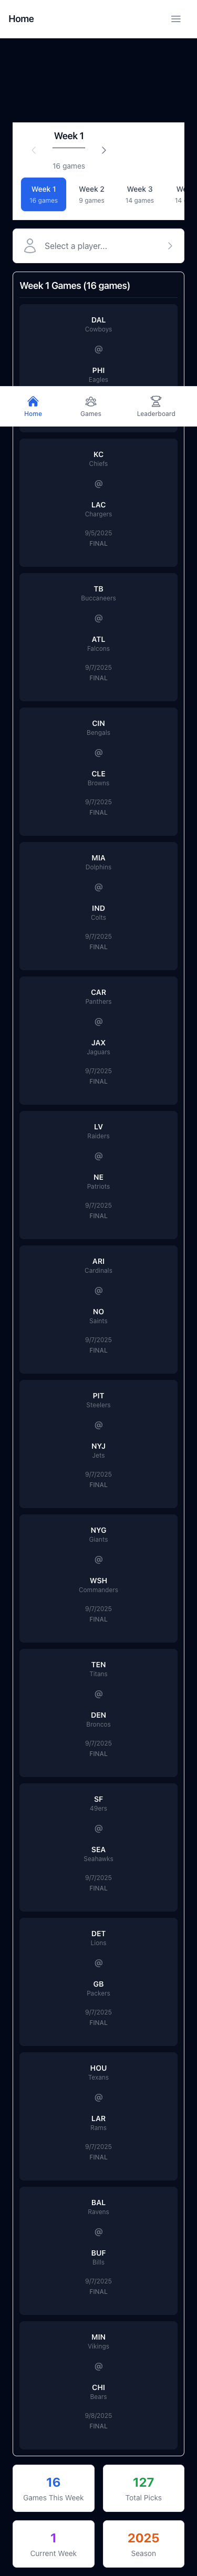 Home
Week 1
16 games
Week 1
Week 2
Week 3
We
16 games
9 games
14 games
14
Select a player...
Week 1 Games (16 games)
DAL
Cowboys
@
PHI
Eagles
Home
Games
Leaderboard
KC
Chiefs
@
LAC
Chargers
9/5/2025
FINAL
TB
Buccaneers
@
ATL
Falcons
9/7/2025
FINAL
CIN
Bengals
@
CLE
Browns
9/7/2025
FINAL
MIA
Dolphins
@
IND
Colts
9/7/2025
FINAL
CAR
Panthers
@
JAX
Jaguars
9/7/2025
FINAL
LV
Raiders
@
NE
Patriots
9/7/2025
FINAL
ARI
Cardinals
@
NO
Saints
9/7/2025
FINAL
PIT
Steelers
@
NYJ
Jets
9/7/2025
FINAL
NYG
Giants
@
WSH
Commanders
9/7/2025
FINAL
TEN
Titans
@
DEN
Broncos
9/7/2025
FINAL
SF
49ers
@
SEA
Seahawks
9/7/2025
FINAL
DET
Lions
@
GB
Packers
9/7/2025
FINAL
HOU
Texans
@
LAR
Rams
9/7/2025
FINAL
BAL
Ravens
@
BUF
Bills
9/7/2025
FINAL
MIN
Vikings
@
CHI
Bears
9/8/2025
FINAL
16
Games This Week
127
Total Picks
1
Current Week
2025
Season